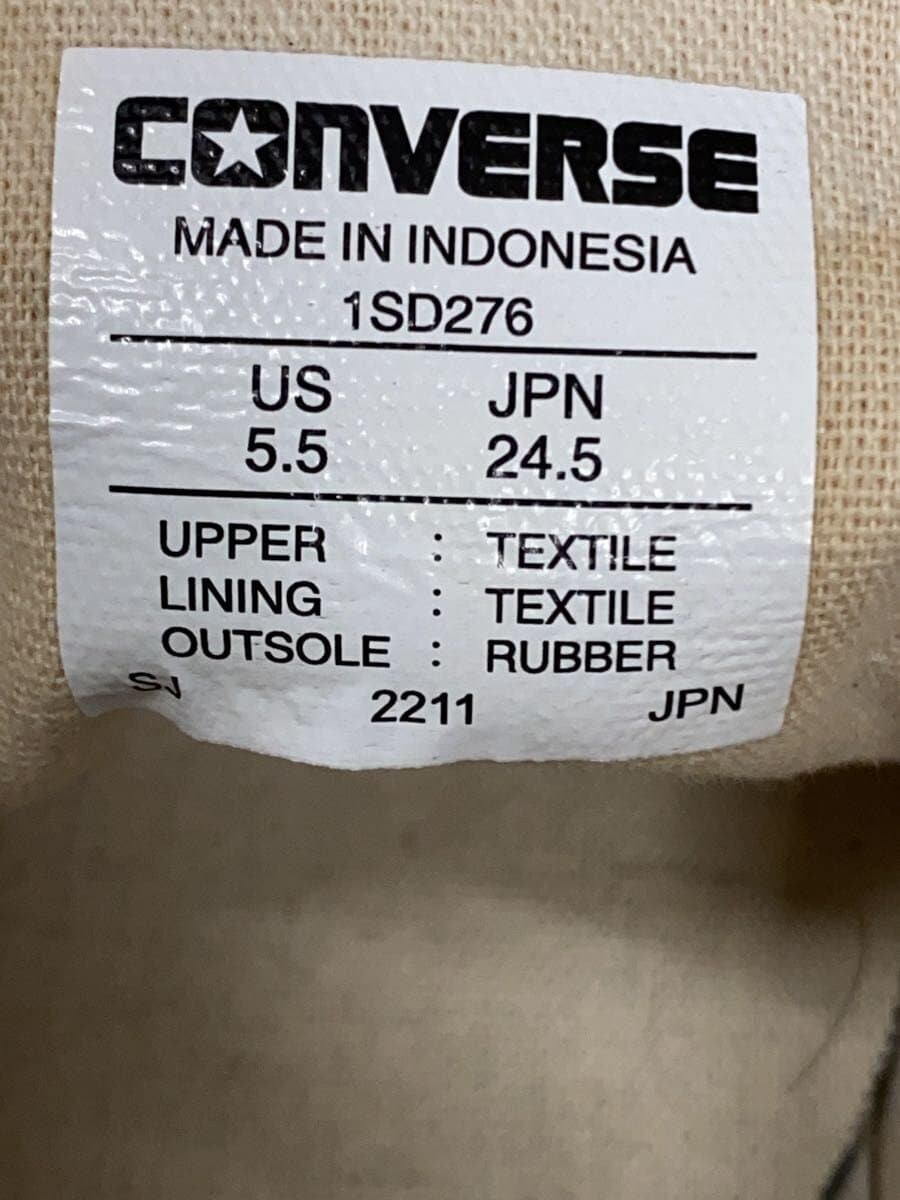 CONVERSE
MADE IN INDONESIA
1SD276
US JPN
5.5 24.5
UPPER : TEXTILE
LINING : TEXTILE
OUTSOLE : RUBBER
SJ 2211 JPN